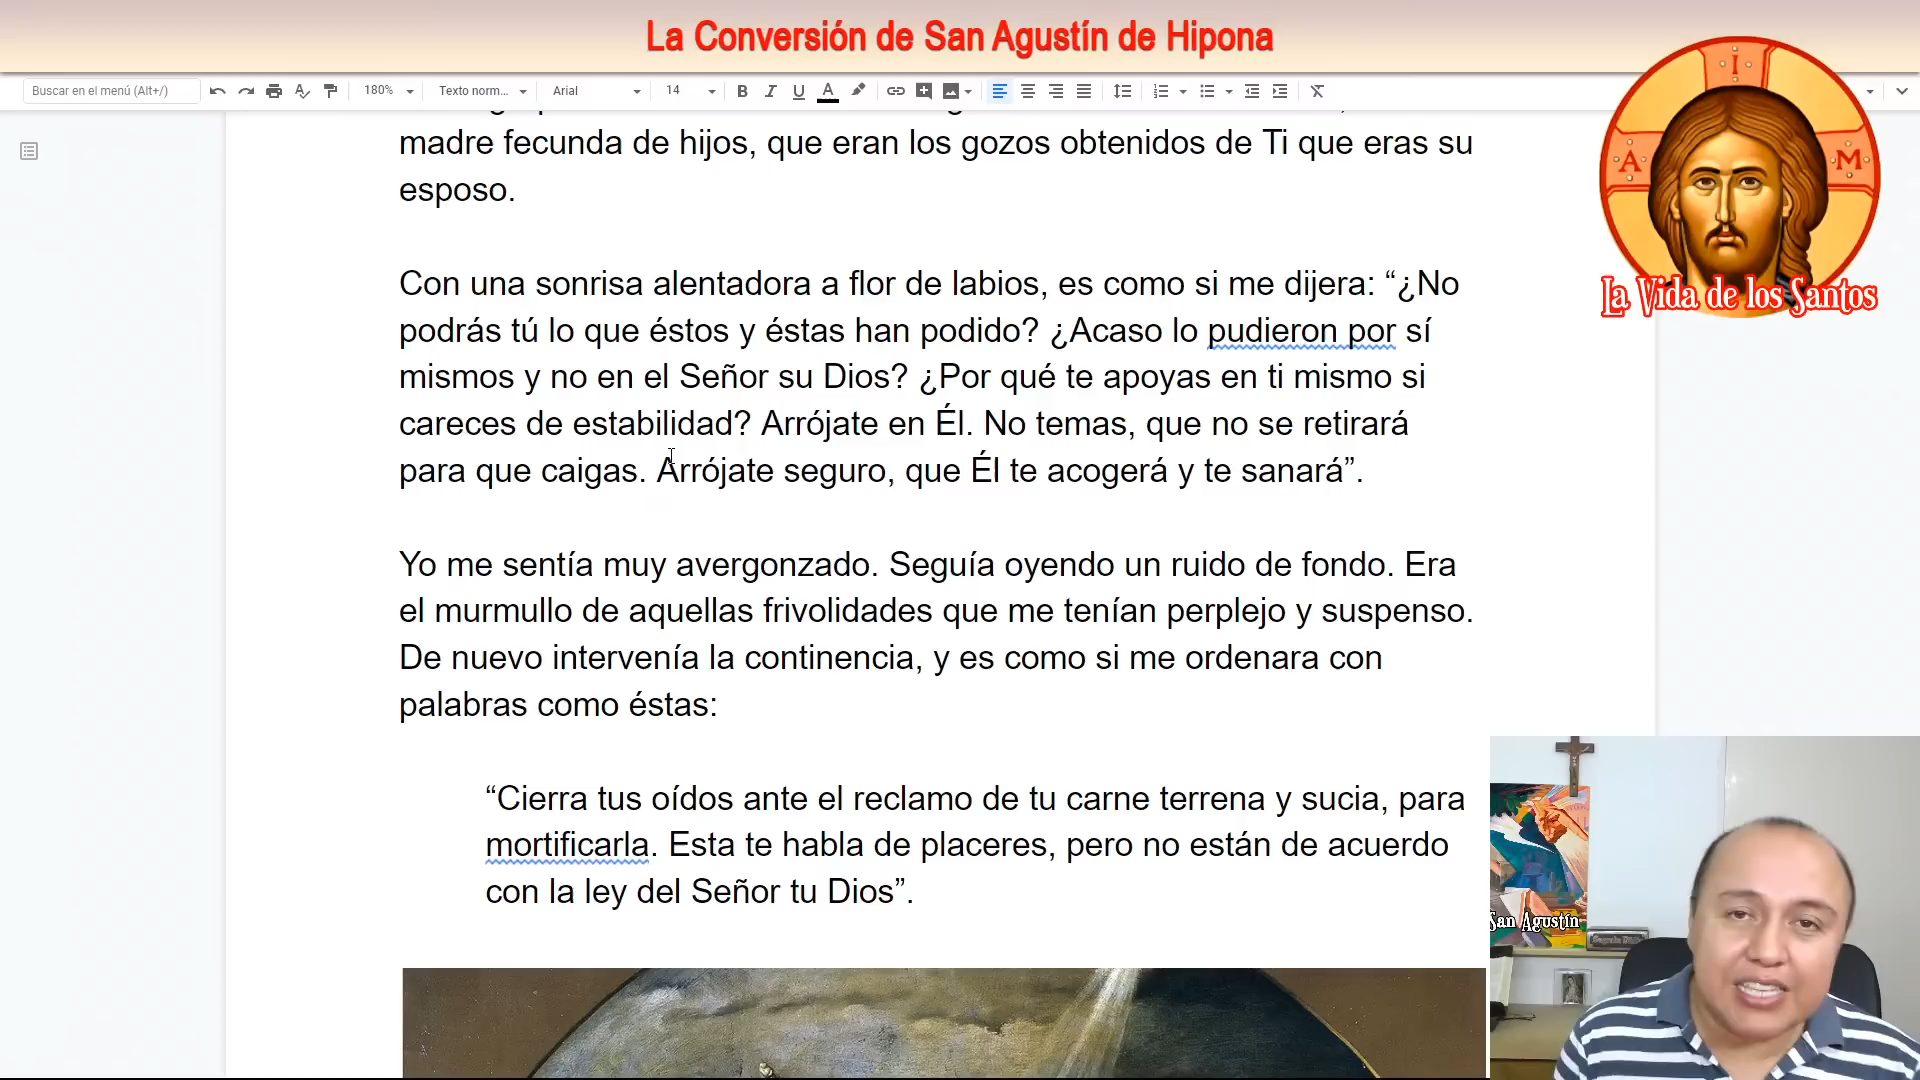 La Conversión de San Agustín de Hipona
Buscar en el menú (Alt+/)
180%
Texto norm...
Arial
14
I
A
M
La Vida de los Santos
madre fecunda de hijos, que eran los gozos obtenidos de Ti que eras su
esposo.
Con una sonrisa alentadora a flor de labios, es como si me dijera: “¿No
podrás tú lo que éstos y éstas han podido? ¿Acaso lo pudieron por sí
mismos y no en el Señor su Dios? ¿Por qué te apoyas en ti mismo si
careces de estabilidad? Arrójate en Él. No temas, que no se retirará
para que caigas. Arrójate seguro, que Él te acogerá y te sanará”.
Yo me sentía muy avergonzado. Seguía oyendo un ruido de fondo. Era
el murmullo de aquellas frivolidades que me tenían perplejo y suspenso.
De nuevo intervenía la continencia, y es como si me ordenara con
palabras como éstas:
“Cierra tus oídos ante el reclamo de tu carne terrena y sucia, para
mortificarla. Esta te habla de placeres, pero no están de acuerdo
con la ley del Señor tu Dios”.
San Agustín